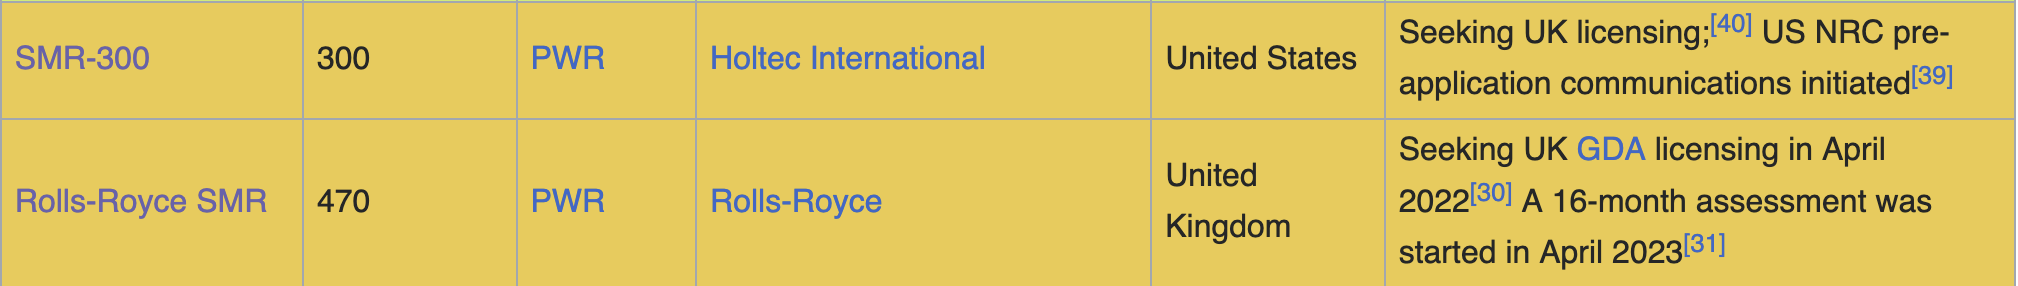 SMR-300 300 PWR Holtec International United States Seeking UK licensing;[40] US NRC pre-
application communications initiated[39]
Rolls-Royce SMR 470 PWR Rolls-Royce United
Kingdom Seeking UK GDA licensing in April
2022[30] A 16-month assessment was
started in April 2023[31]